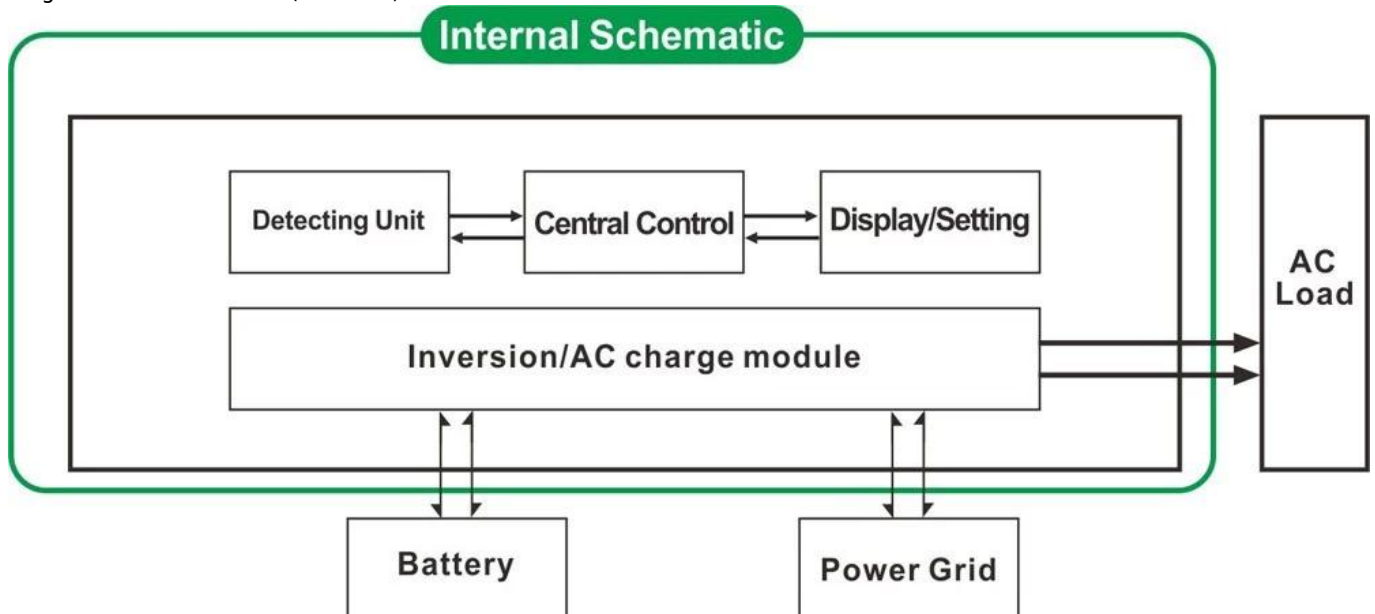 Internal Schematic
Detecting Unit
Central Control
Display/Setting
AC
Load
Inversion/AC charge module
Battery
Power Grid